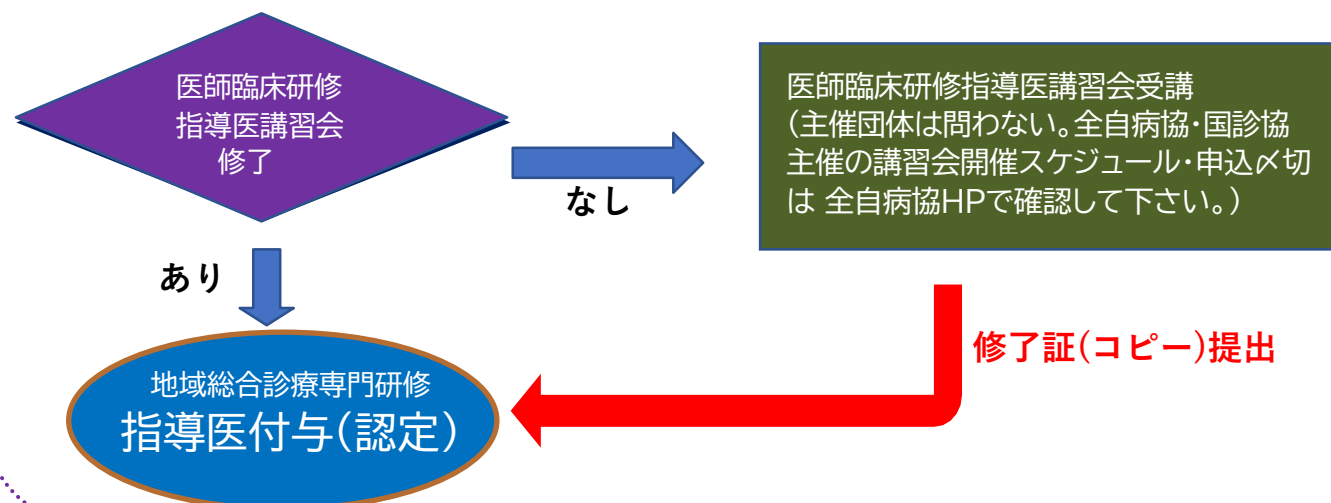 医師臨床研修
指導医講習会
修了
医師臨床研修指導医講習会受講
(主催団体は問わない。全自病協・国診協
主催の講習会開催スケジュール・申込〆切
は 全自病協HPで確認して下さい。)
なし
あり
修了証(コピー)提出
地域総合診療専門研修
指導医付与(認定)